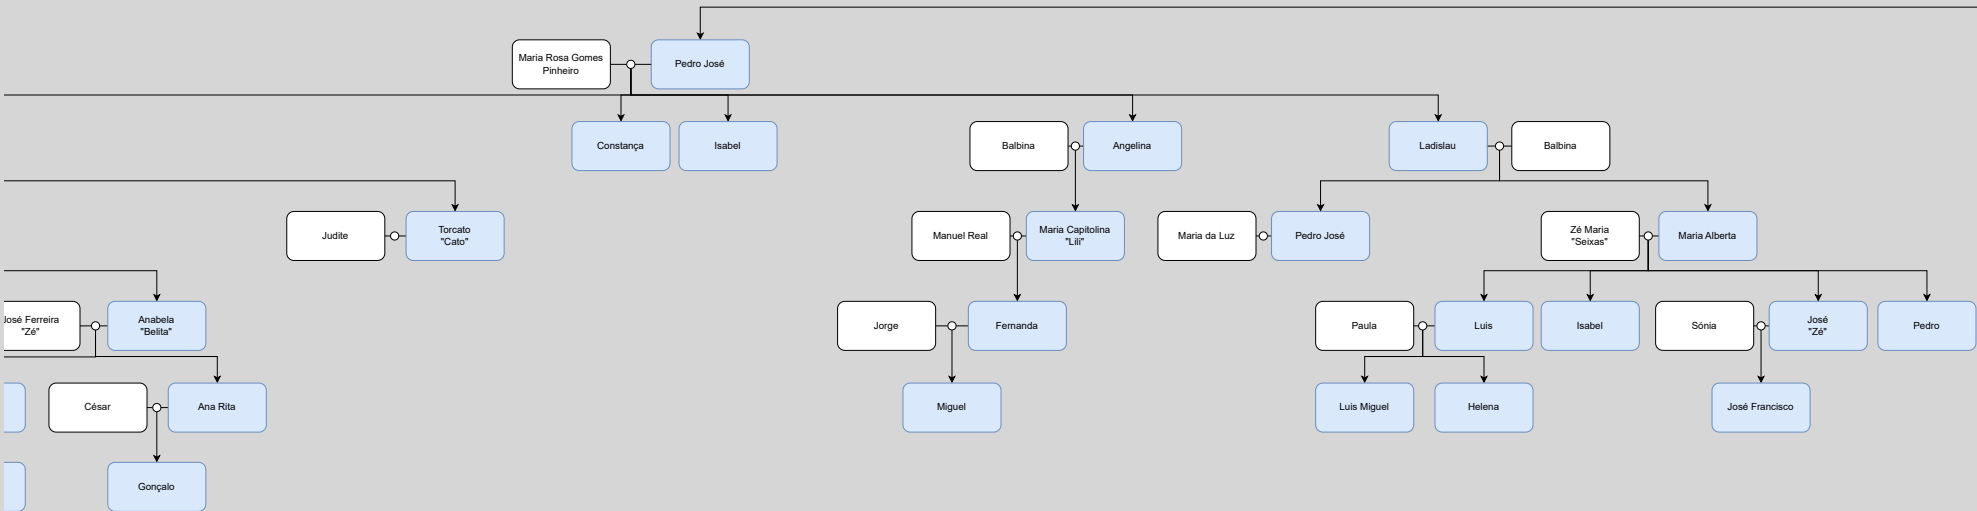 Maria Rosa Gomes
Pinheiro
Pedro José
Constança
Isabel
Balbina
Angelina
Ladislau
Balbina
Judite
Torcato
"Cato"
Manuel Real
Maria Capitolina
"Lili"
Maria da Luz
Pedro José
Zé Maria
"Seixas"
Maria Alberta
José Ferreira
"Zé"
Anabela
"Belita"
Jorge
Fernanda
Paula
Luis
Isabel
Sónia
José
"Zé"
Pedro
César
Ana Rita
Miguel
Luis Miguel
Helena
José Francisco
Gonçalo